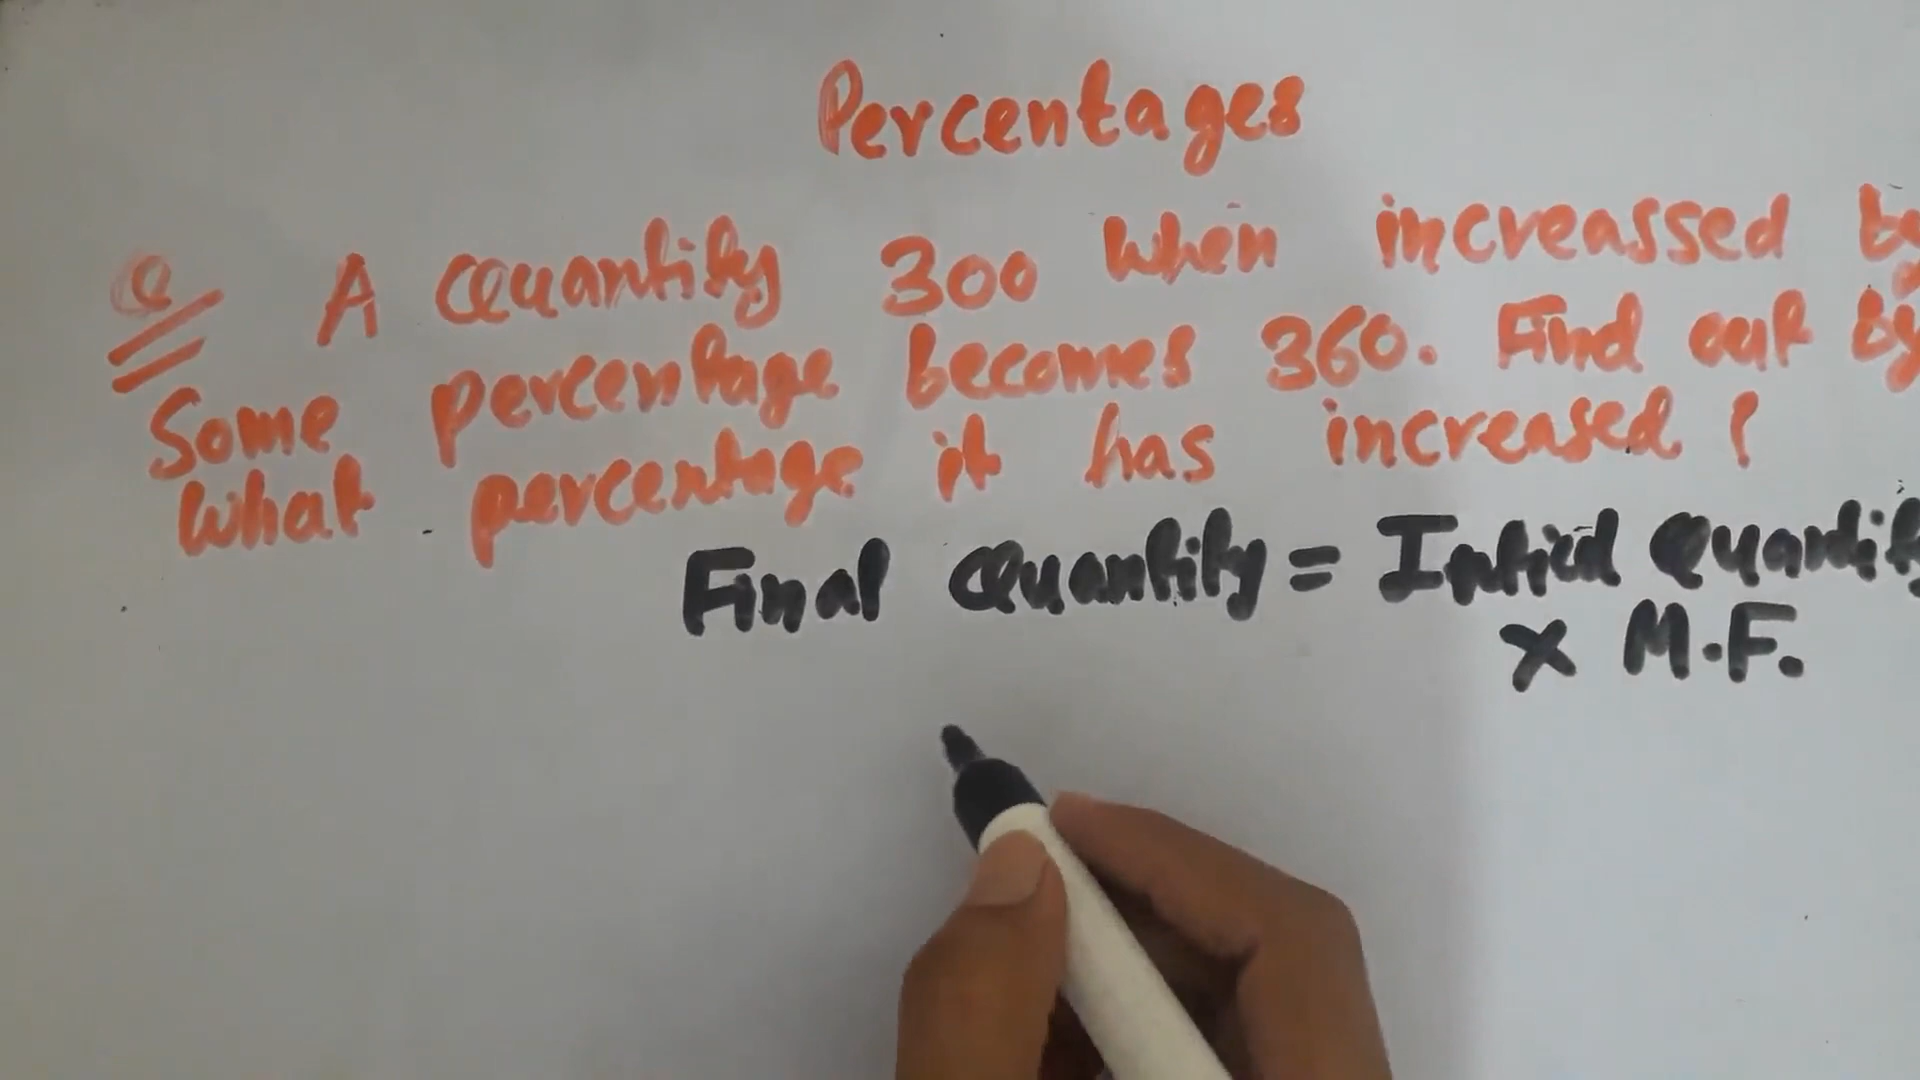 Percentages
Q A Quantity 300 when increassed by
Some percentage becomes 360. Find out by
What percentage it has increased ?
Final Quantity = Initial Quantity
× M.F.